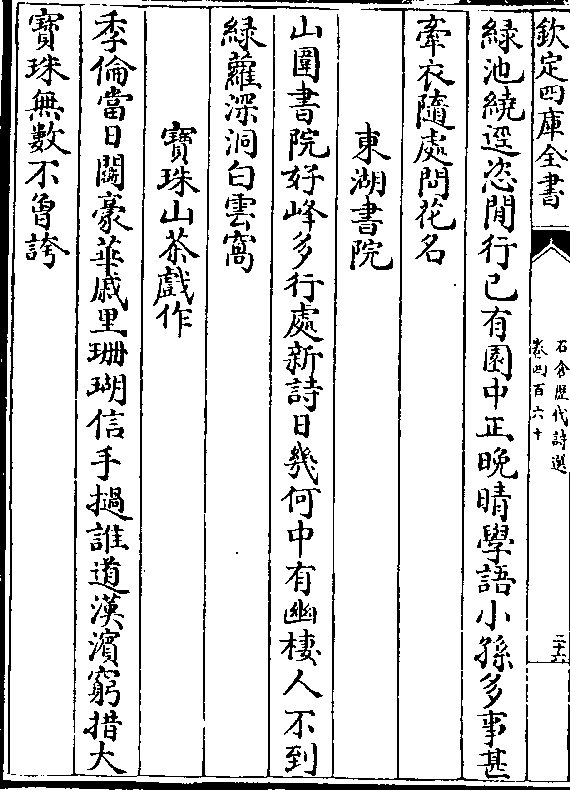 欽定四庫全書
石倉歷代詩選
卷四百六十
二十六
綠池繞逕恣閒行已有園中正晚晴學語小孫多事甚
牽衣隨處問花名
東湖書院
山圍書院好峰多行處新詩日幾何中有幽棲人不到
綠蘿深洞白雲窩
寶珠山茶戲作
季倫當日鬭豪華戚里珊瑚信手撾誰道漢濱窮措大
寶珠無數不曾誇